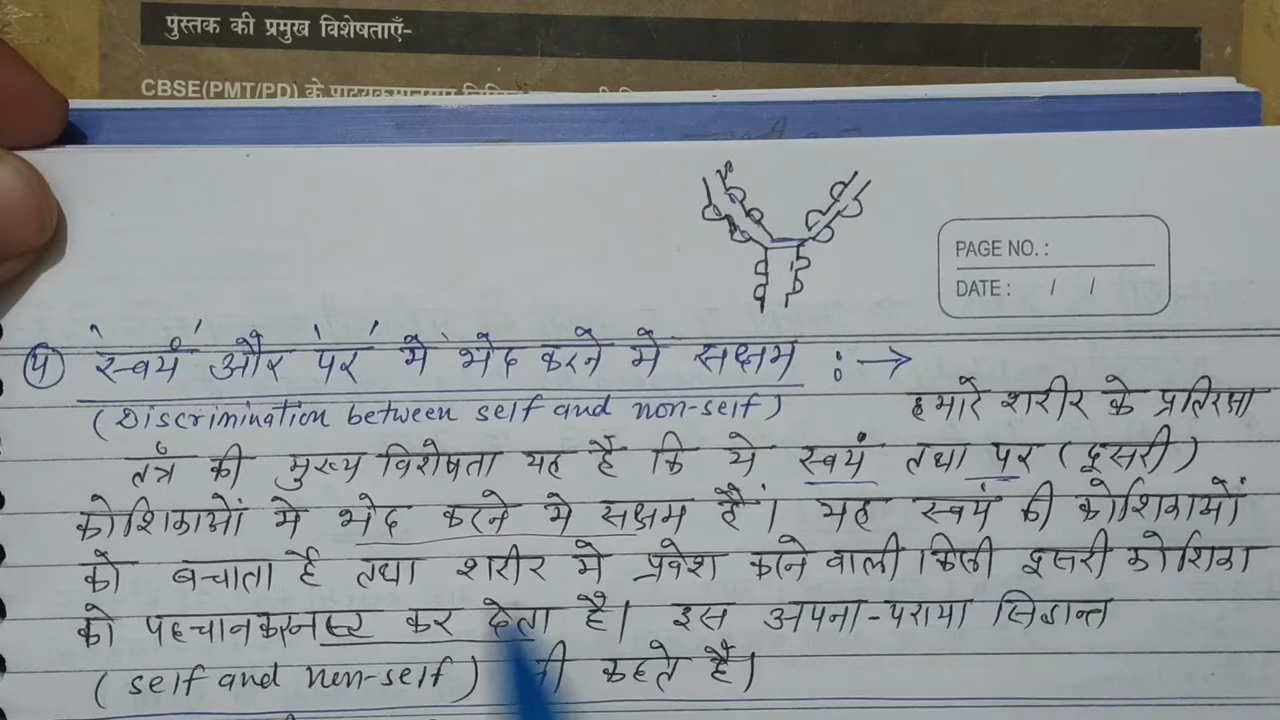 पुस्तक की प्रमुख विशेषताएँ-
CBSE(PMT/PD) के पाठ्यक्रमानुसार
PAGE NO. :
DATE : / /
④ स्वयं और पर में भेद करने में सक्षम :→
(Discrimination between self and non-self) हमारे शरीर के प्रतिरक्षा
तंत्र की मुख्य विशेषता यह है कि ये स्वयं तथा पर (दूसरी)
कोशिकाओं मे भेद करने मे सक्षम है। यह स्वयं की कोशिकायों
को बचाता है तथा शरीर मे प्रवेश करने वाली किसी दूसरी कोशिका
को पहचानकर नष्ट कर देता है। इस अपना-पराया सिद्धान्त
(self and non-self) कहते है।